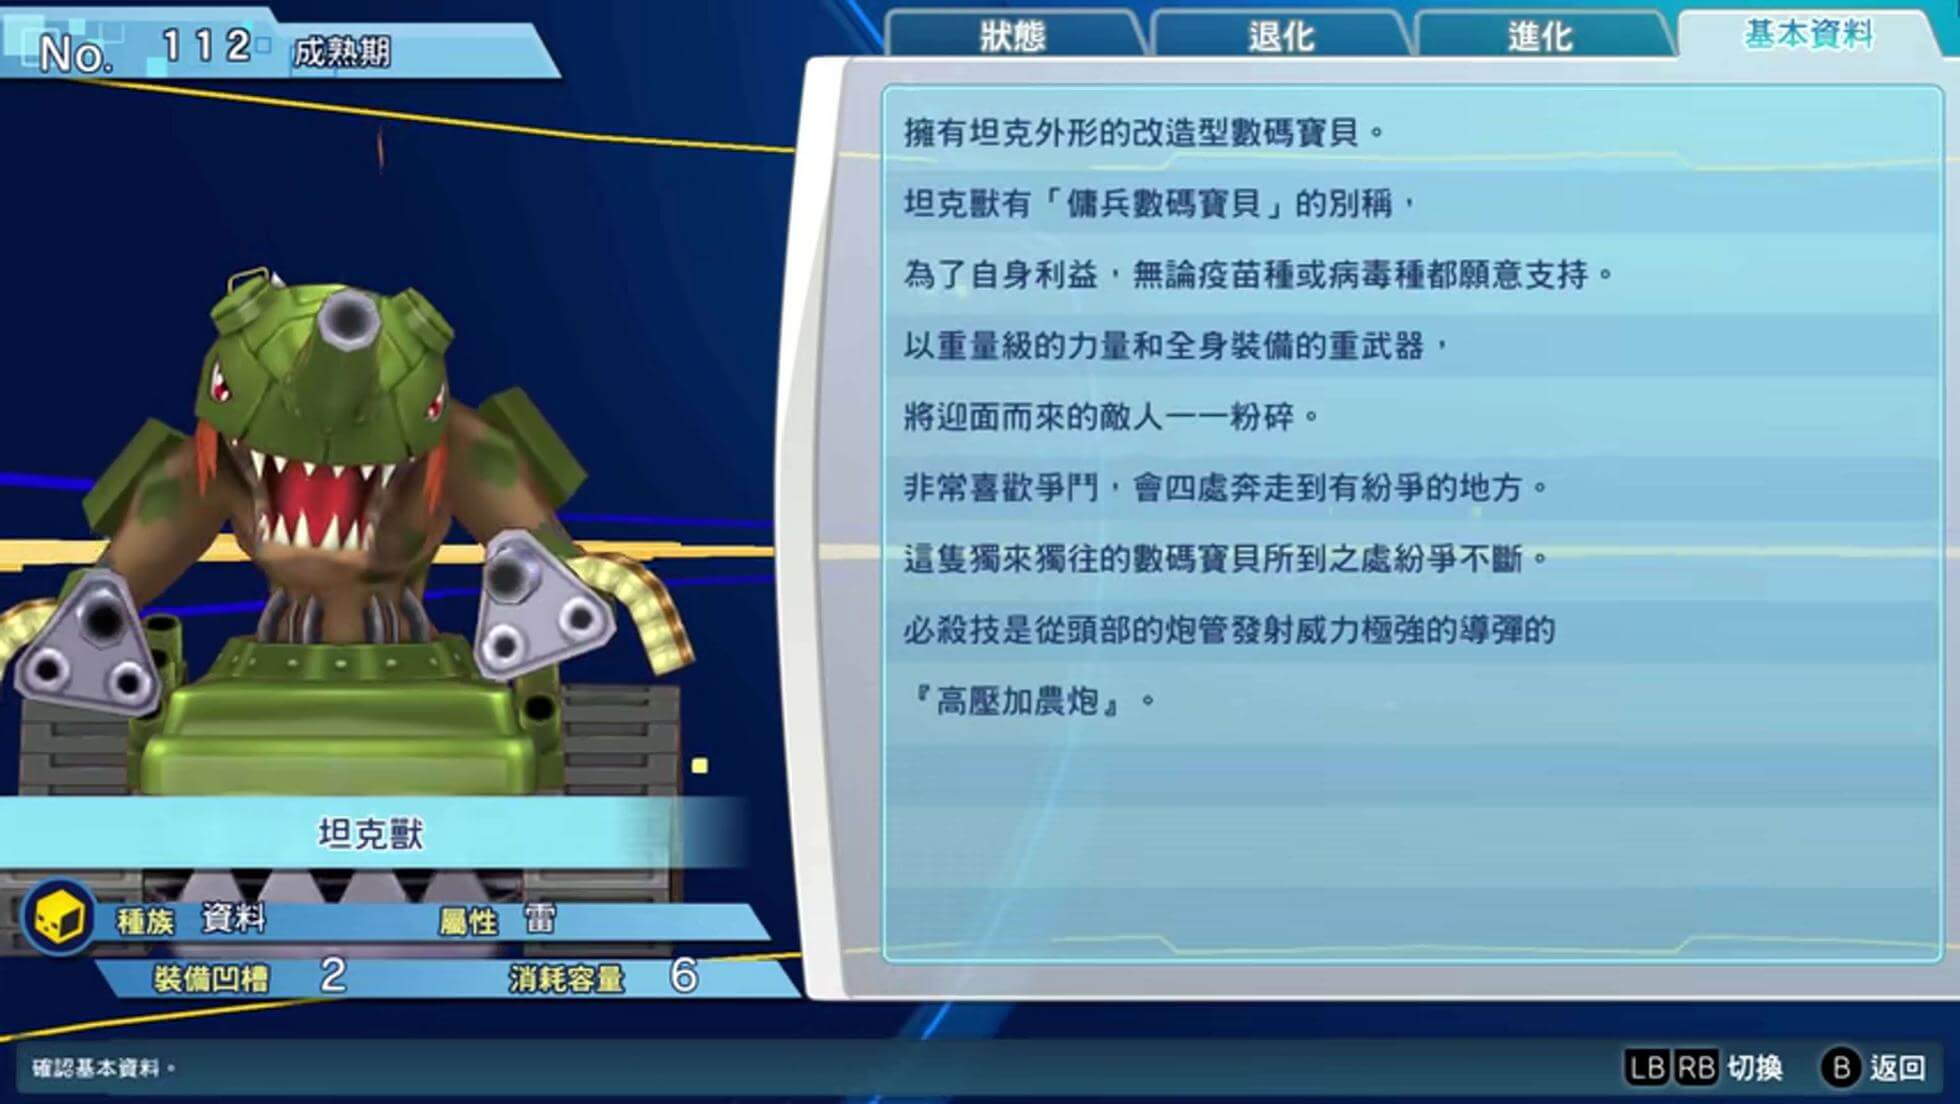 No. 112 成熟期
狀態 退化 進化 基本資料
擁有坦克外形的改造型數碼寶貝。
坦克獸有「傭兵數碼寶貝」的別稱，
為了自身利益，無論疫苗種或病毒種都願意支持。
以重量級的力量和全身裝備的重武器，
將迎面而來的敵人一一粉碎。
非常喜歡爭鬥，會四處奔走到有紛爭的地方。
這隻獨來獨往的數碼寶貝所到之處紛爭不斷。
必殺技是從頭部的炮管發射威力極強的導彈的
『高壓加農炮』。
坦克獸
種族 資料 屬性 雷
裝備凹槽 2 消耗容量 6
確認基本資料。
LB RB 切換 B 返回